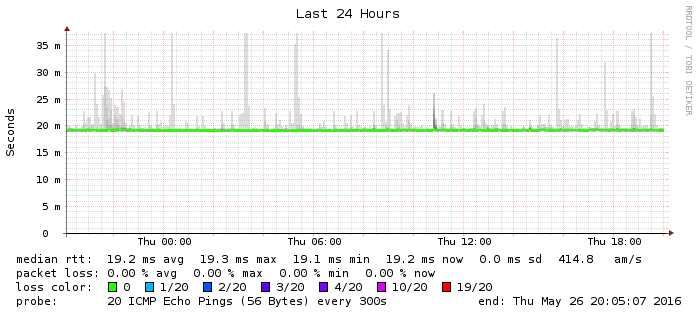 Last 24 Hours
RRDTOOL / TOBI OETIKER
Seconds
35 m
30 m
25 m
20 m
15 m
10 m
5 m
0
Thu 00:00 Thu 06:00 Thu 12:00 Thu 18:00
median rtt: 19.2 ms avg 19.3 ms max 19.1 ms min 19.2 ms now 0.0 ms sd 414.8 am/s
packet loss: 0.00 % avg 0.00 % max 0.00 % min 0.00 % now
loss color: 0 1/20 2/20 3/20 4/20 10/20 19/20
probe: 20 ICMP Echo Pings (56 Bytes) every 300s end: Thu May 26 20:05:07 2016